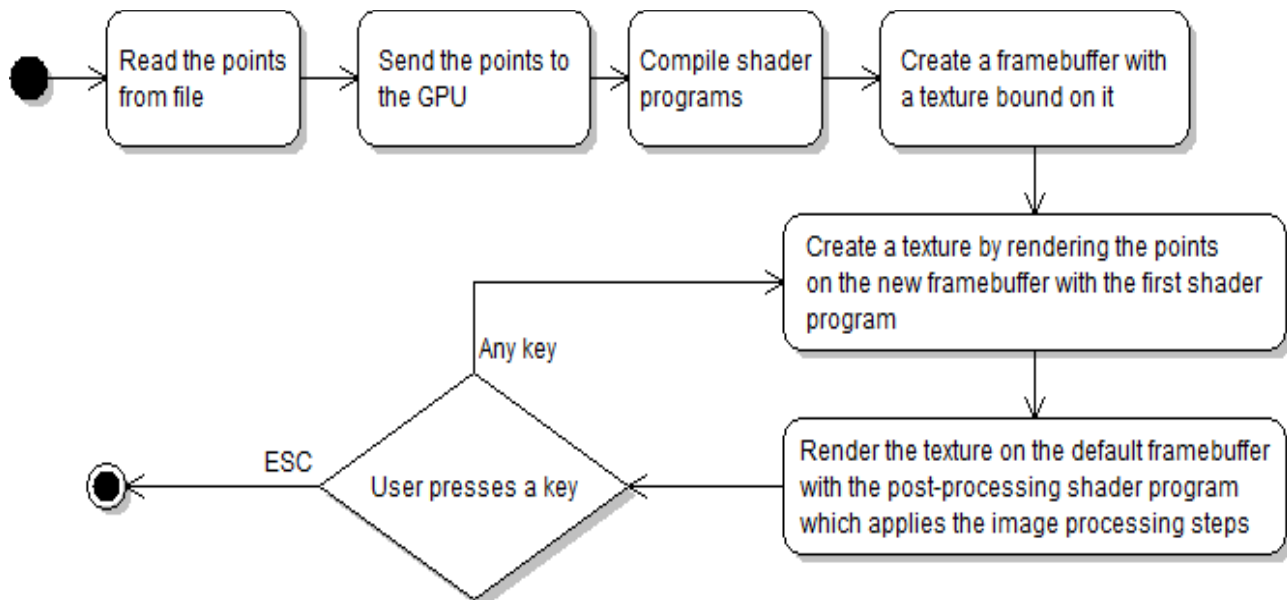 Read the points
from file
Send the points to
the GPU
Compile shader
programs
Create a framebuffer with
a texture bound on it
Create a texture by rendering the points
on the new framebuffer with the first shader
program
Any key
Render the texture on the default framebuffer
with the post-processing shader program
which applies the image processing steps
User presses a key
ESC